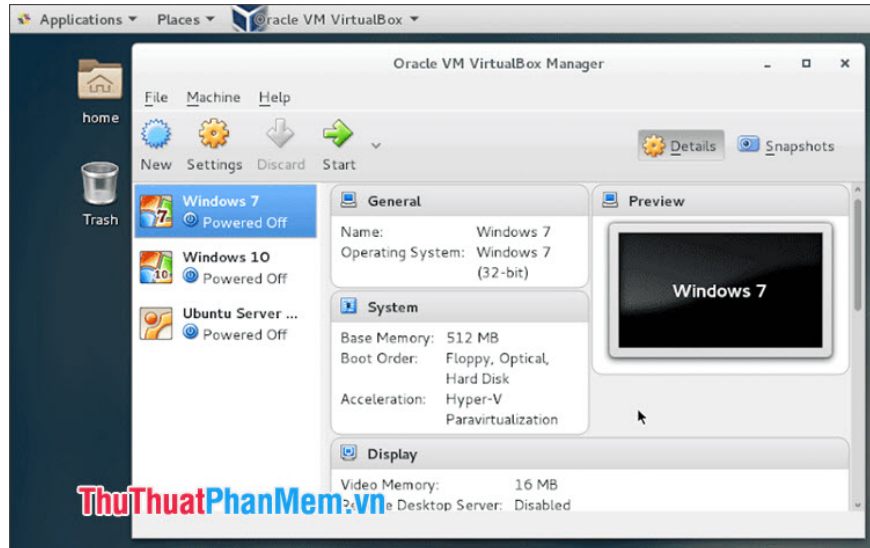 Applications Places Oracle VM VirtualBox
Oracle VM VirtualBox Manager
home
Trash
File Machine Help
New Settings Discard Start Details Snapshots
Windows 7
Powered Off
Windows 10
Powered Off
Ubuntu Server ...
Powered Off
General
Name: Windows 7
Operating System: Windows 7
(32-bit)
System
Base Memory: 512 MB
Boot Order: Floppy, Optical,
Hard Disk
Acceleration: Hyper-V
Paravirtualization
Display
Video Memory: 16 MB
Desktop Server: Disabled
Preview
Windows 7
ThuThuatPhanMem.vn